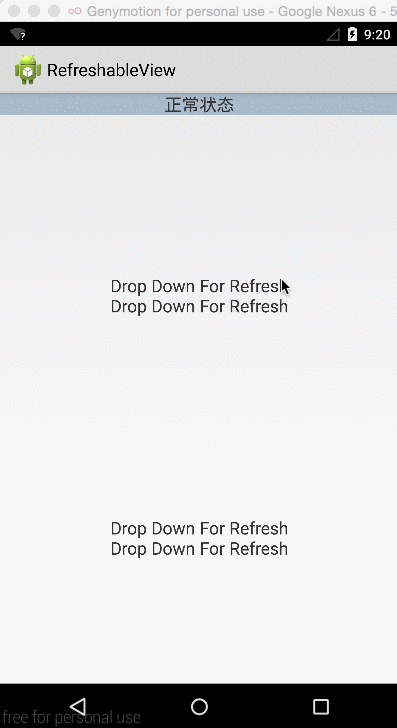 Genymotion for personal use - Google Nexus 6 - 5
9:20
RefreshableView
正常状态
Drop Down For Refresh
Drop Down For Refresh
Drop Down For Refresh
Drop Down For Refresh
free for personal use